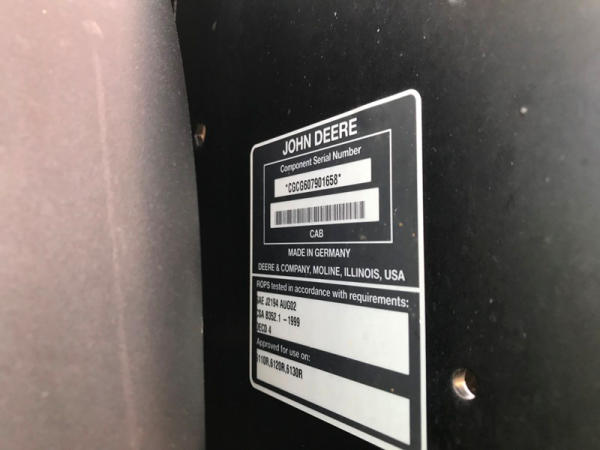 JOHN DEERE
Component Serial Number
*CGCG607901658*
CAB
MADE IN GERMANY
DEERE & COMPANY, MOLINE, ILLINOIS, USA
ROPS tested in accordance with requirements:
SAE J2194 AUG02
CSA B352.1 -1999
OECD 4
Approved for use on:
6110R,6120R,6130R